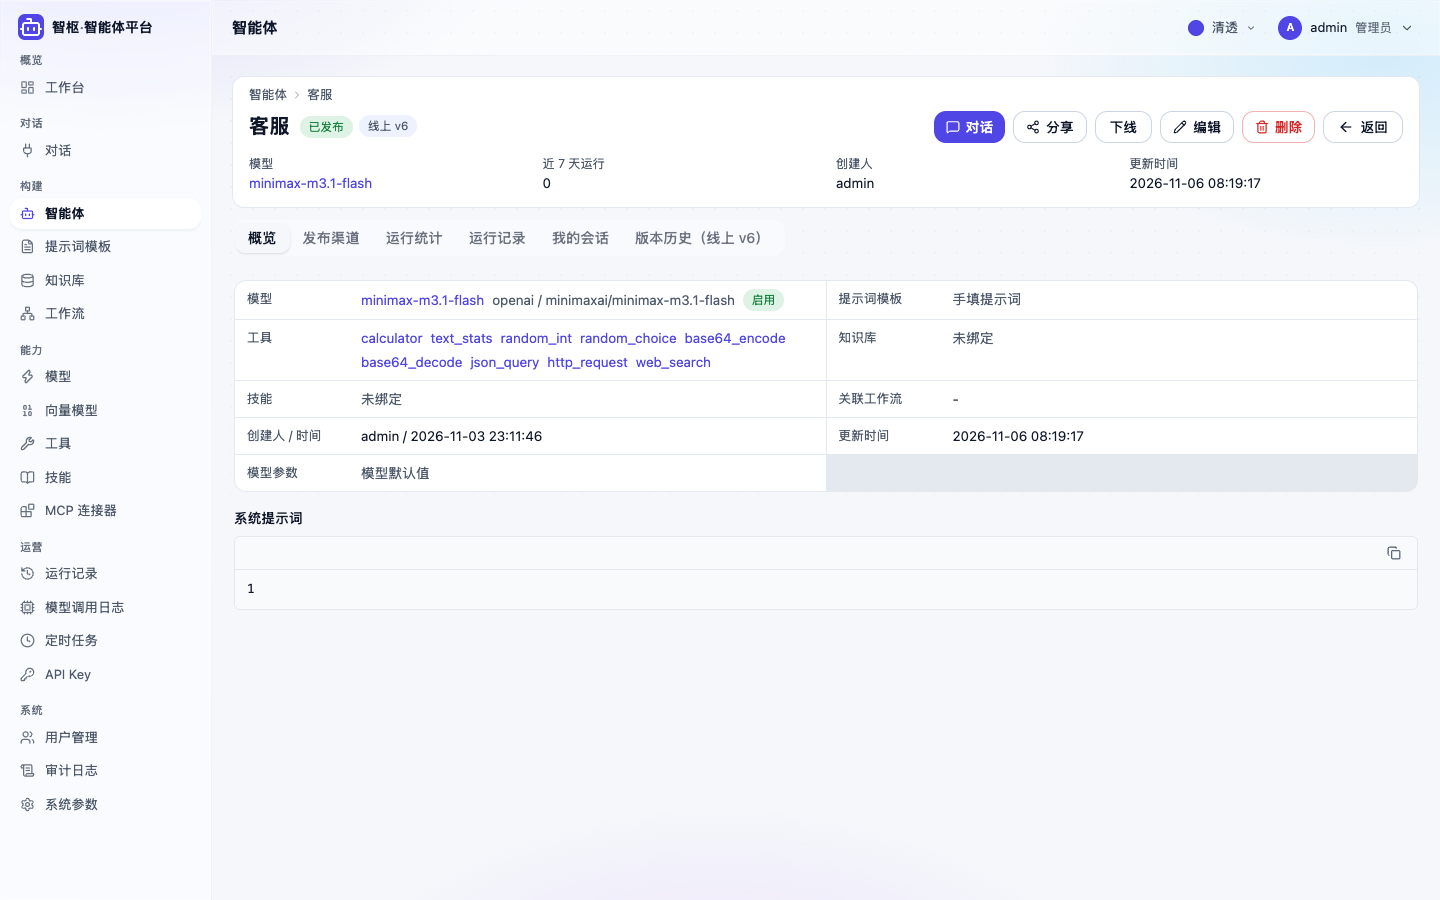 智枢·智能体平台
概览
工作台
对话
对话
构建
智能体
提示词模板
知识库
工作流
能力
模型
向量模型
工具
技能
MCP 连接器
运营
运行记录
模型调用日志
定时任务
API Key
系统
用户管理
审计日志
系统参数
智能体
清透
A admin 管理员
智能体 > 客服
客服 已发布 线上 v6
对话 分享 下线 编辑 删除 返回
模型 近 7 天运行 创建人 更新时间
minimax-m3.1-flash 0 admin 2026-11-06 08:19:17
概览 发布渠道 运行统计 运行记录 我的会话 版本历史（线上 v6）
模型 minimax-m3.1-flash openai / minimaxai/minimax-m3.1-flash 启用 提示词模板 手填提示词
工具 calculator text_stats random_int random_choice base64_encode 知识库 未绑定
base64_decode json_query http_request web_search
技能 未绑定 关联工作流 -
创建人 / 时间 admin / 2026-11-03 23:11:46 更新时间 2026-11-06 08:19:17
模型参数 模型默认值
系统提示词
1